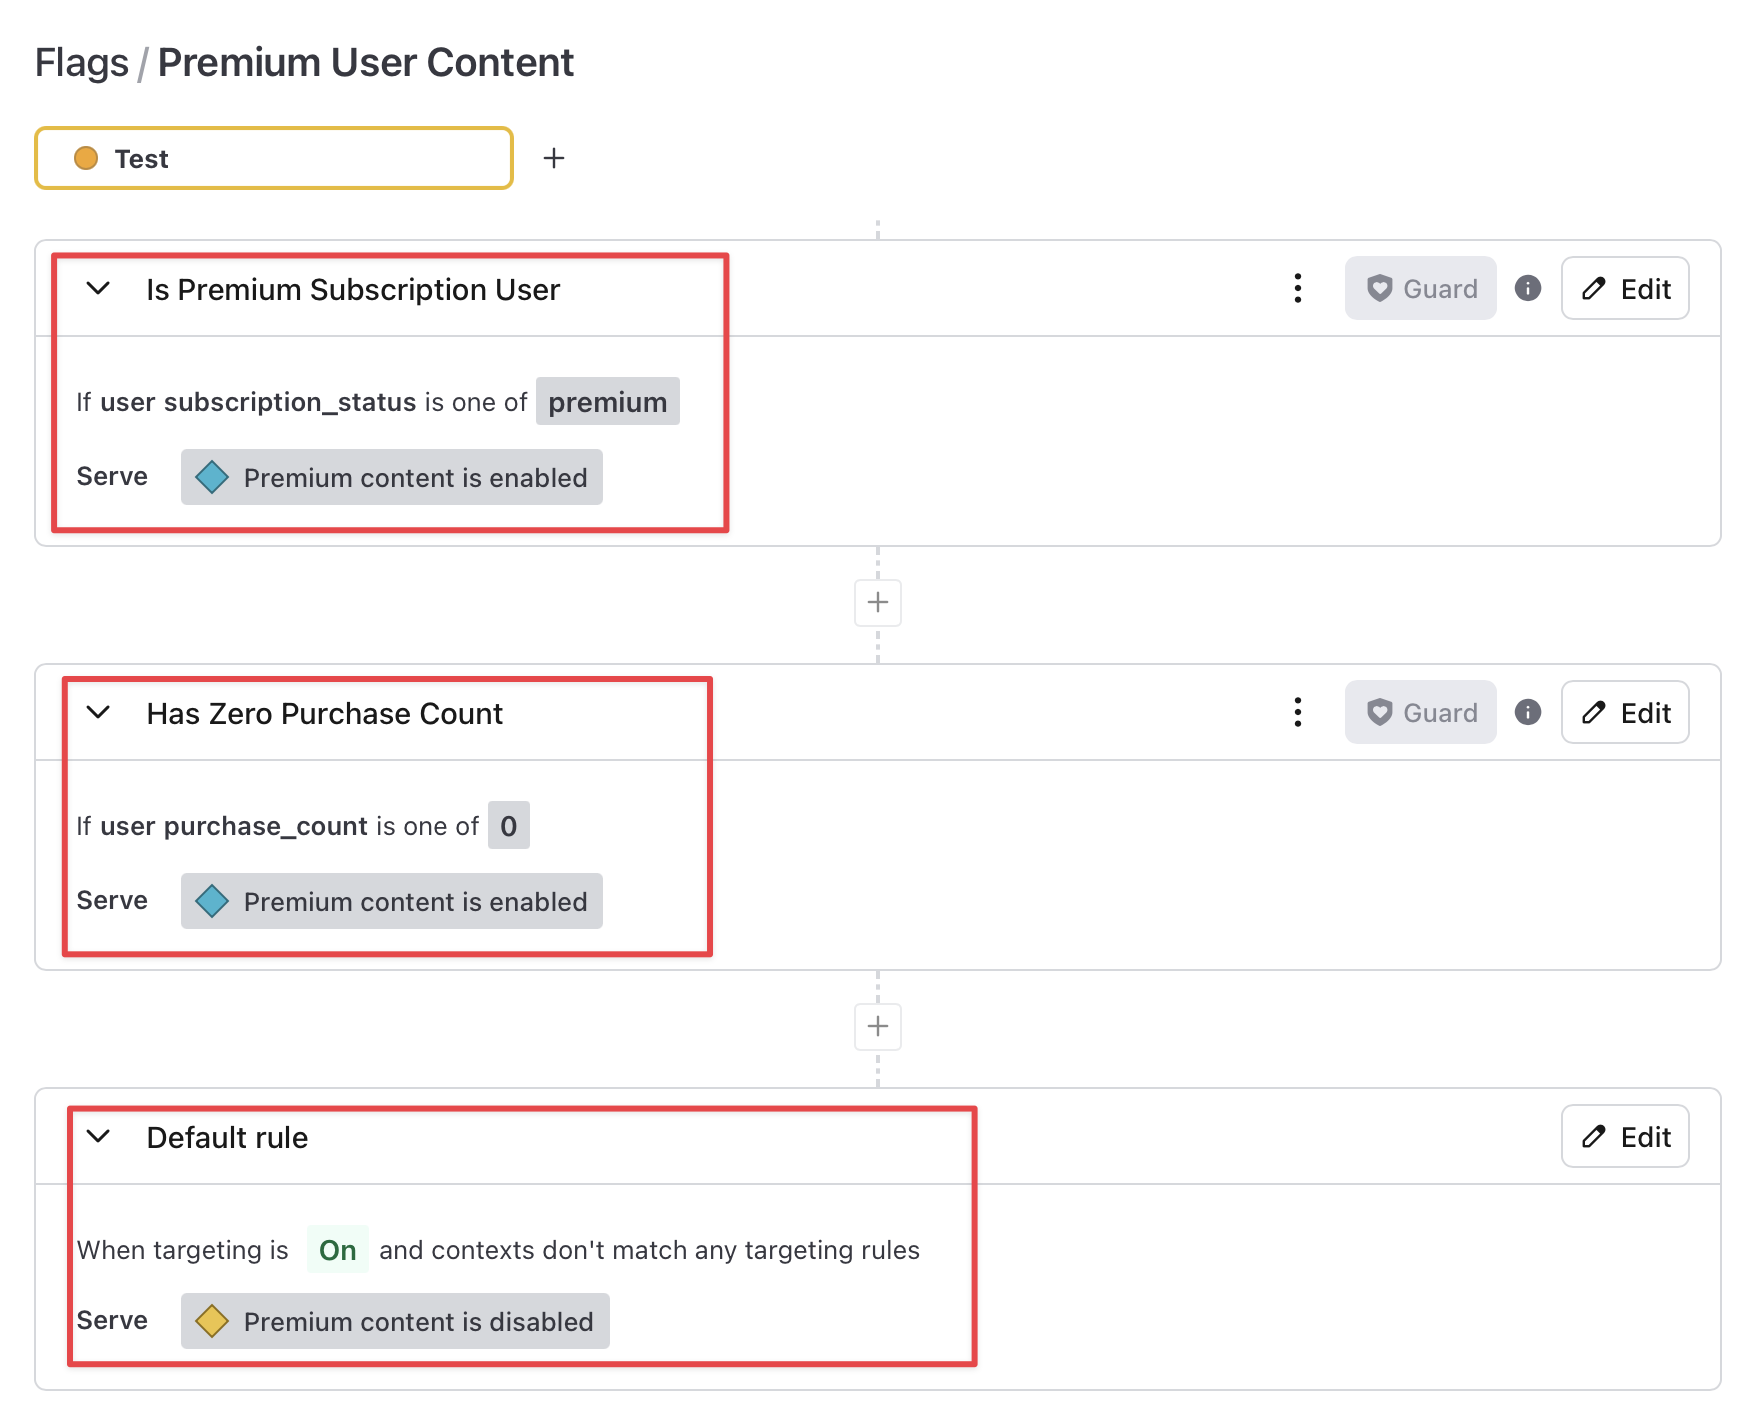 Flags / Premium User Content
Test
Is Premium Subscription User
Guard
Edit
If user subscription_status is one of premium
Serve Premium content is enabled
Has Zero Purchase Count
Guard
Edit
If user purchase_count is one of 0
Serve Premium content is enabled
Default rule
Edit
When targeting is On and contexts don't match any targeting rules
Serve Premium content is disabled